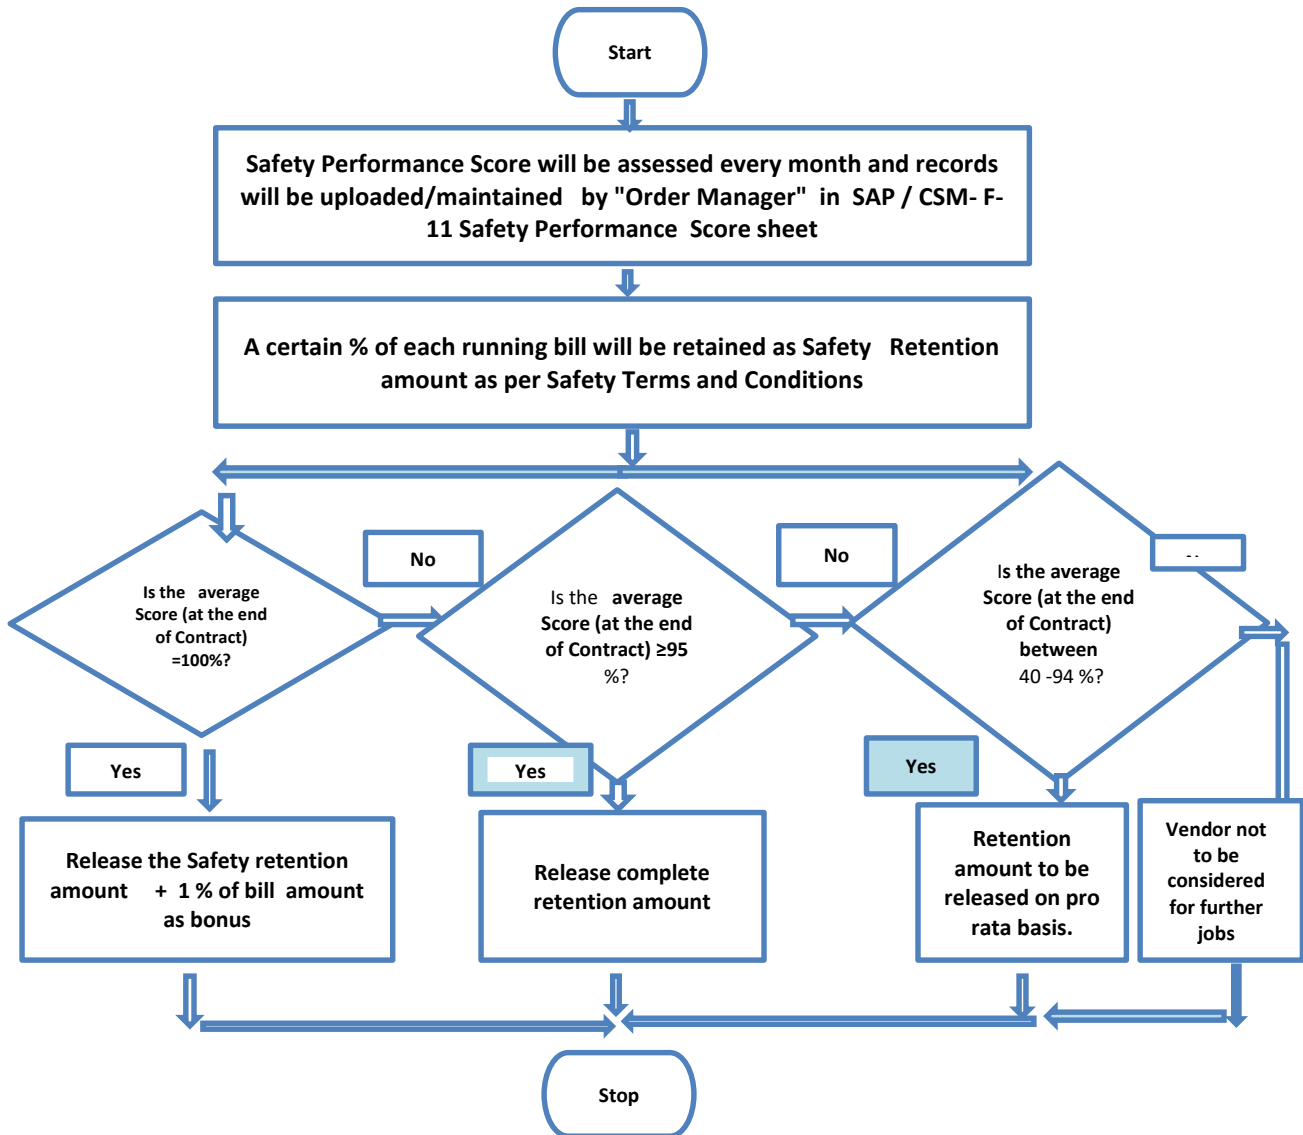 Start
Safety Performance Score will be assessed every month and records
will be uploaded/maintained by "Order Manager" in SAP / CSM- F-
11 Safety Performance Score sheet
A certain % of each running bill will be retained as Safety Retention
amount as per Safety Terms and Conditions
Is the average
Score (at the end
of Contract)
=100%?
No
Is the average
Score (at the end
of Contract) ≥95
%?
No
Is the average
Score (at the end
of Contract)
between
40 -94 %?
Yes
Yes
Yes
Release the Safety retention
amount + 1 % of bill amount
as bonus
Release complete
retention amount
Retention
amount to be
released on pro
rata basis.
Vendor not
to be
considered
for further
jobs
Stop